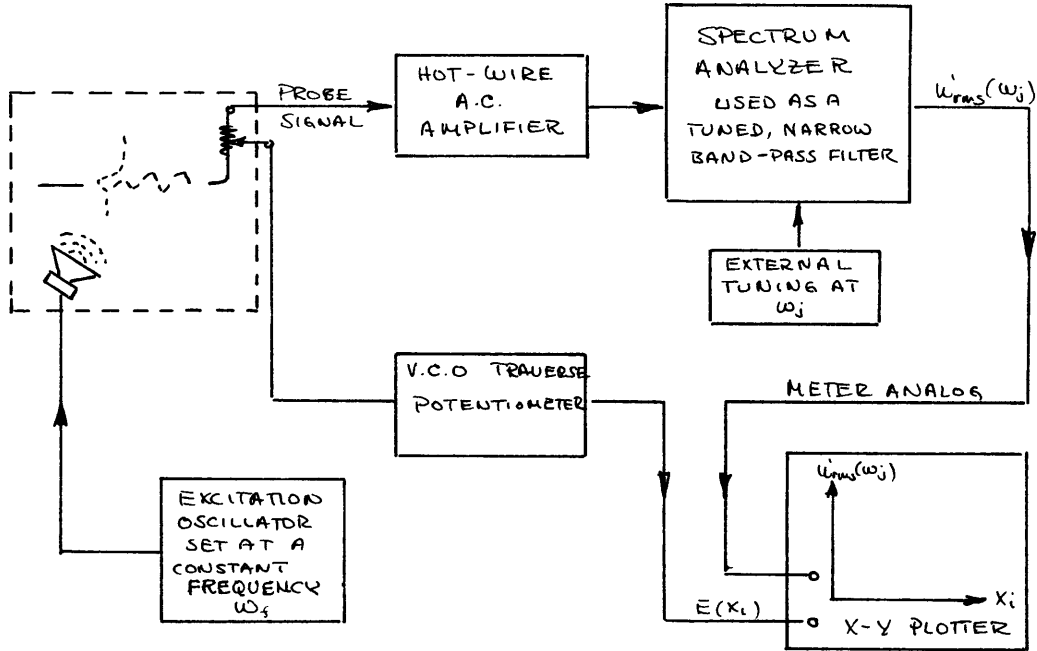 PROBE
SIGNAL
HOT-WIRE
A.C.
AMPLIFIER
SPECTRUM
ANALYZER
USED AS A
TUNED, NARROW
BAND-PASS FILTER
u'rms(ωj)
EXTERNAL
TUNING AT
ωj
V.C.O TRAVERSE
POTENTIOMETER
METER ANALOG
EXCITATION
OSCILLATOR
SET AT A
CONSTANT
FREQUENCY
ωf
E(Xi)
u'rms(ωj)
Xi
X-Y PLOTTER